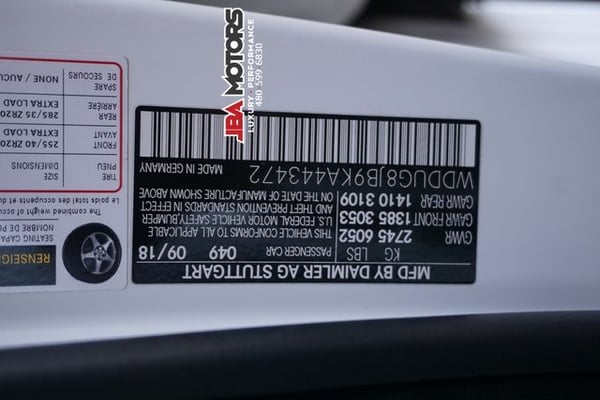 JBA MOTORS
LUXURY PERFORMANCE
480 599 6830
MFD BY DAIMLER AG STUTTGART
PASSENGER CAR 049 09/18
KG LBS
GVWR 2745 6052
GAWR FRONT 1385 3053
GAWR REAR 1410 3109
THIS VEHICLE CONFORMS TO ALL APPLICABLE
U.S. FEDERAL MOTOR VEHICLE SAFETY, BUMPER,
AND THEFT PREVENTION STANDARDS IN EFFECT
ON THE DATE OF MANUFACTURE SHOWN ABOVE
WDDUG8JB9KA443472 MADE IN GERMANY
RENSEIG
SEATING CAPA
The combined weight of occu
Le poids total des occupants et du
TIRE SIZE
PNEU DIMENSIONS
FRONT 255/40 ZR20
AVANT EXTRA LOAD
REAR 285/35 ZR20
ARRIÈRE EXTRA LOAD
SPARE NONE / AUCU
DE SECOURS